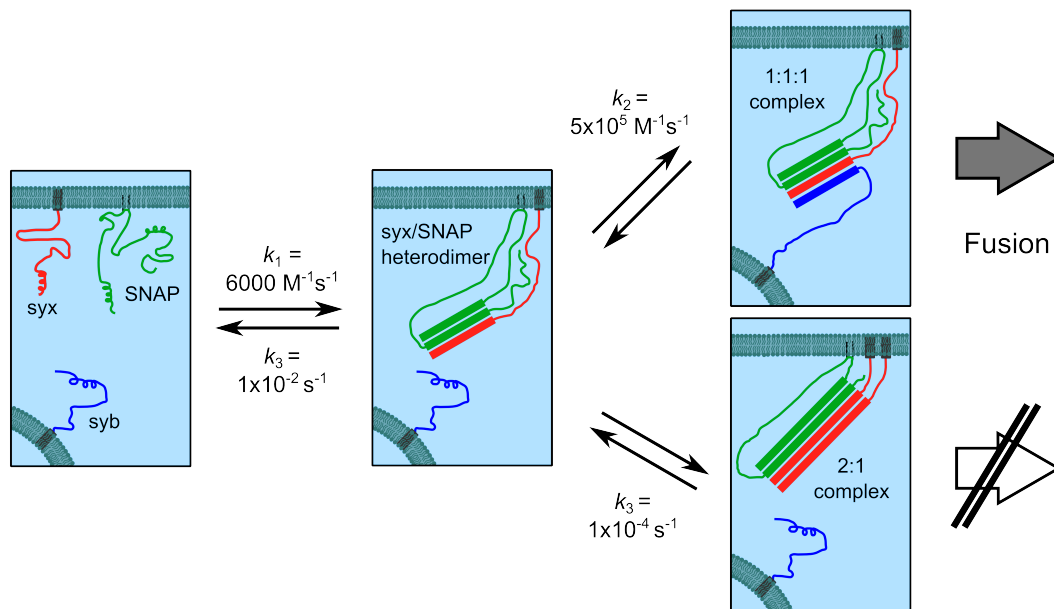 syx
SNAP
syb
k₁ =
6000 M⁻¹s⁻¹
k₃ =
1x10⁻² s⁻¹
syx/SNAP
heterodimer
k₂ =
5x10⁵ M⁻¹s⁻¹
k₃ =
1x10⁻⁴ s⁻¹
1:1:1
complex
2:1
complex
Fusion